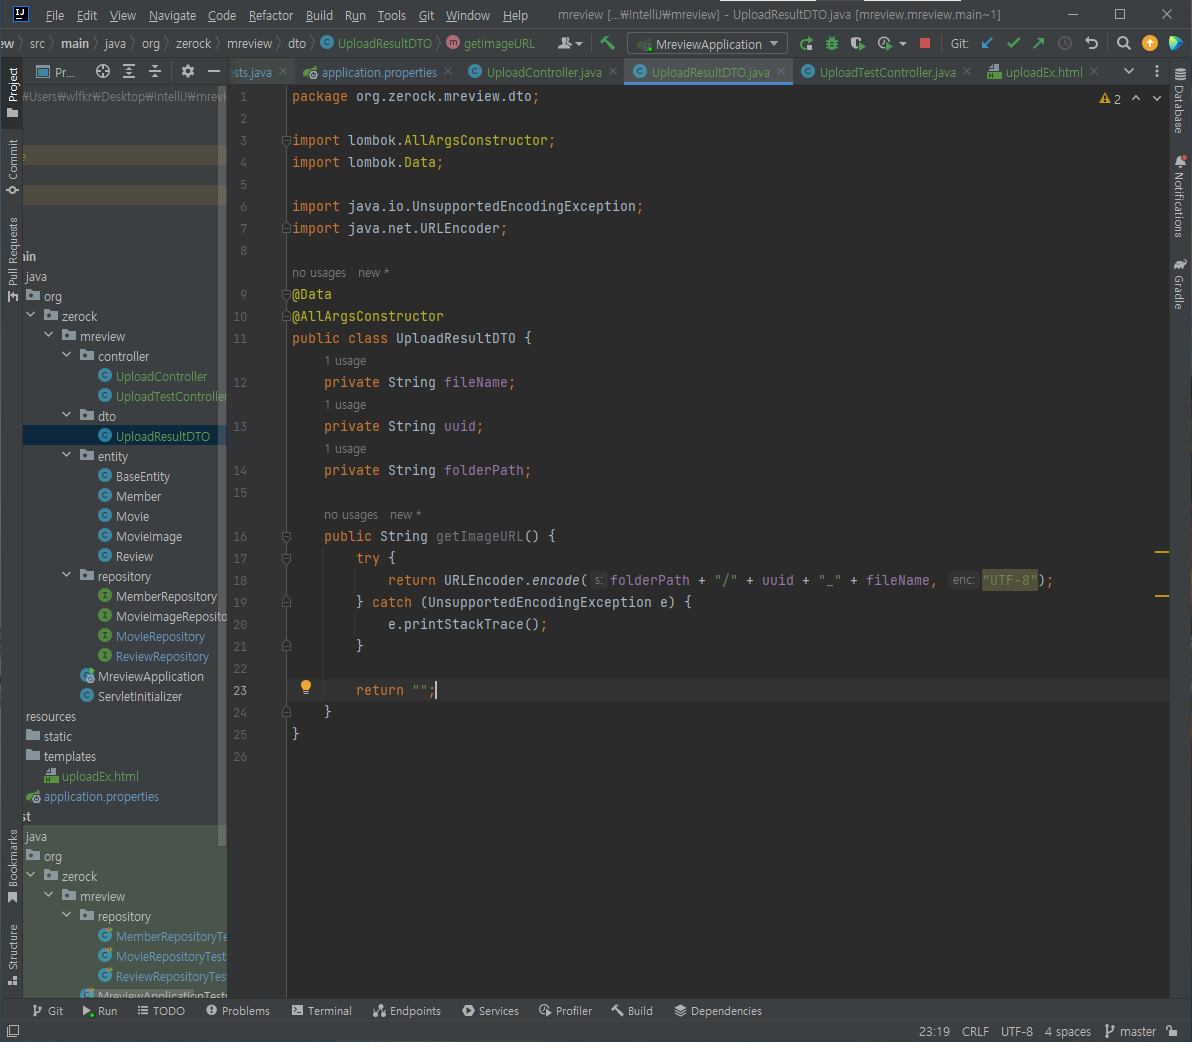 File Edit View Navigate Code Refactor Build Run Tools Git Window Help mreview [...₩IntelliJ₩mreview] - UploadResultDTO.java [mreview.mreview.main~1]
ew src main java org zerock mreview dto UploadResultDTO getImageURL MreviewApplication Git:
Pr... ests.java application.properties UploadController.java UploadResultDTO.java UploadTestController.java uploadEx.html
₩Users₩wlfkr₩Desktop₩IntelliJ₩mrevi
Project
Commit
Pull Requests
Bookmarks
Structure
ain
java
org
zerock
mreview
controller
UploadController
UploadTestController
dto
UploadResultDTO
entity
BaseEntity
Member
Movie
MovieImage
Review
repository
MemberRepository
MovieImageReposito
MovieRepository
ReviewRepository
MreviewApplication
ServletInitializer
resources
static
templates
uploadEx.html
application.properties
st
java
org
zerock
mreview
repository
MemberRepositoryTe
MovieRepositoryTest
ReviewRepositoryTes
MreviewApplicationTests
1 package org.zerock.mreview.dto;
2
3 import lombok.AllArgsConstructor;
4 import lombok.Data;
5
6 import java.io.UnsupportedEncodingException;
7 import java.net.URLEncoder;
8
no usages new *
9 @Data
10 @AllArgsConstructor
11 public class UploadResultDTO {
1 usage
12 private String fileName;
1 usage
13 private String uuid;
1 usage
14 private String folderPath;
15
no usages new *
16 public String getImageURL() {
17 try {
18 return URLEncoder.encode( s: folderPath + "/" + uuid + "_" + fileName, enc: "UTF-8");
19 } catch (UnsupportedEncodingException e) {
20 e.printStackTrace();
21 }
22
23 return "";
24 }
25 }
26
2
Database
Notifications
Gradle
Git Run TODO Problems Terminal Endpoints Services Profiler Build Dependencies
23:19 CRLF UTF-8 4 spaces master